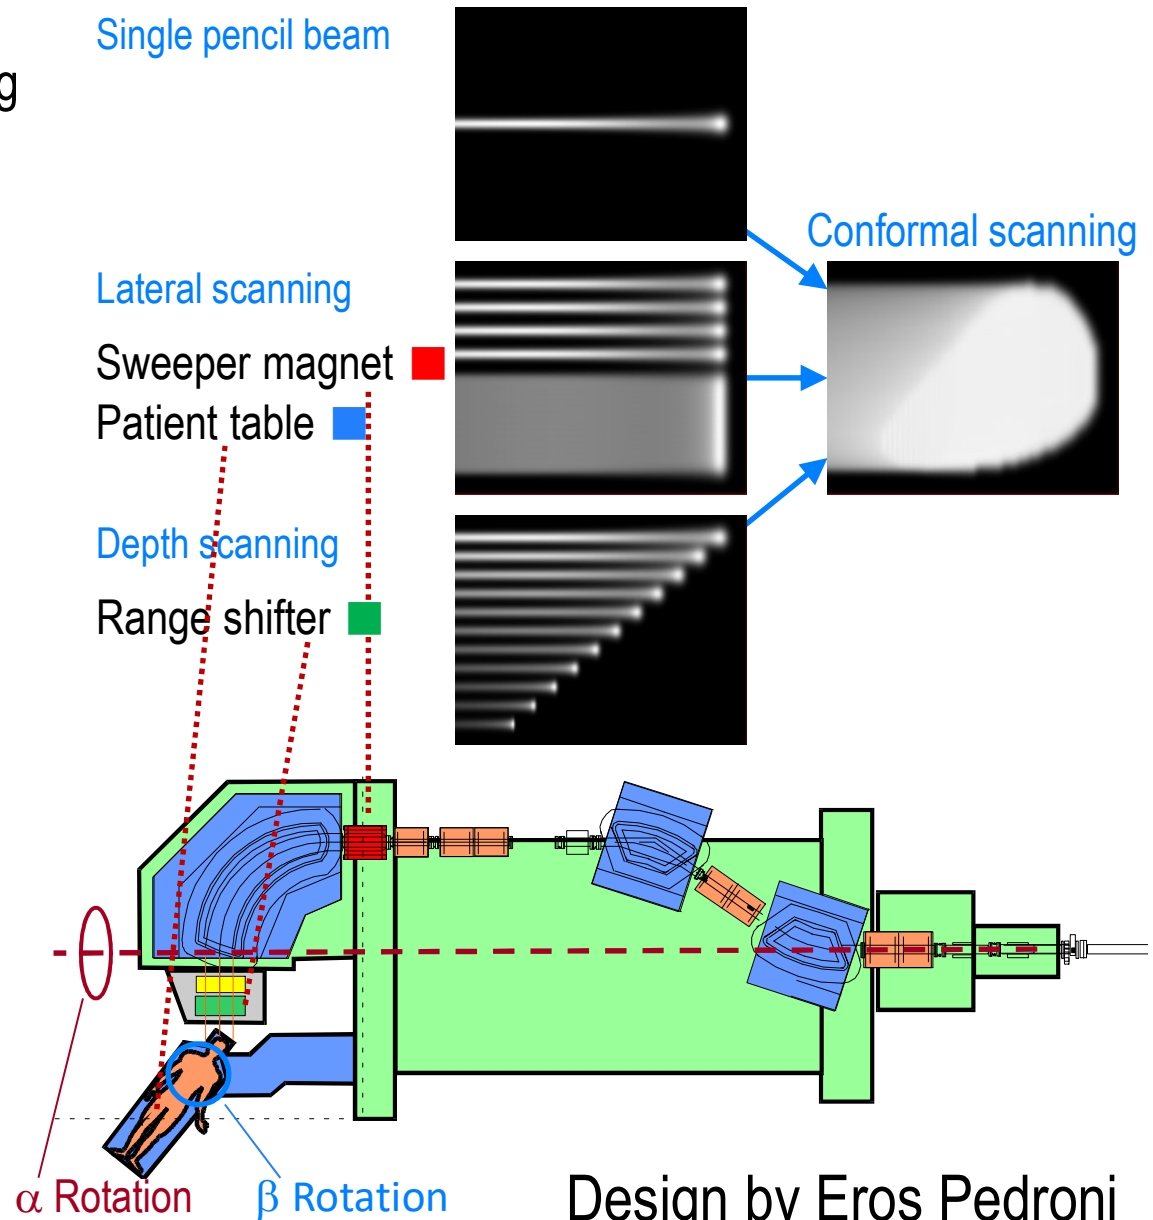 Single pencil beam
g
Conformal scanning
Lateral scanning
Sweeper magnet
Patient table
Depth scanning
Range shifter
α Rotation
β Rotation
Design by Eros Pedroni